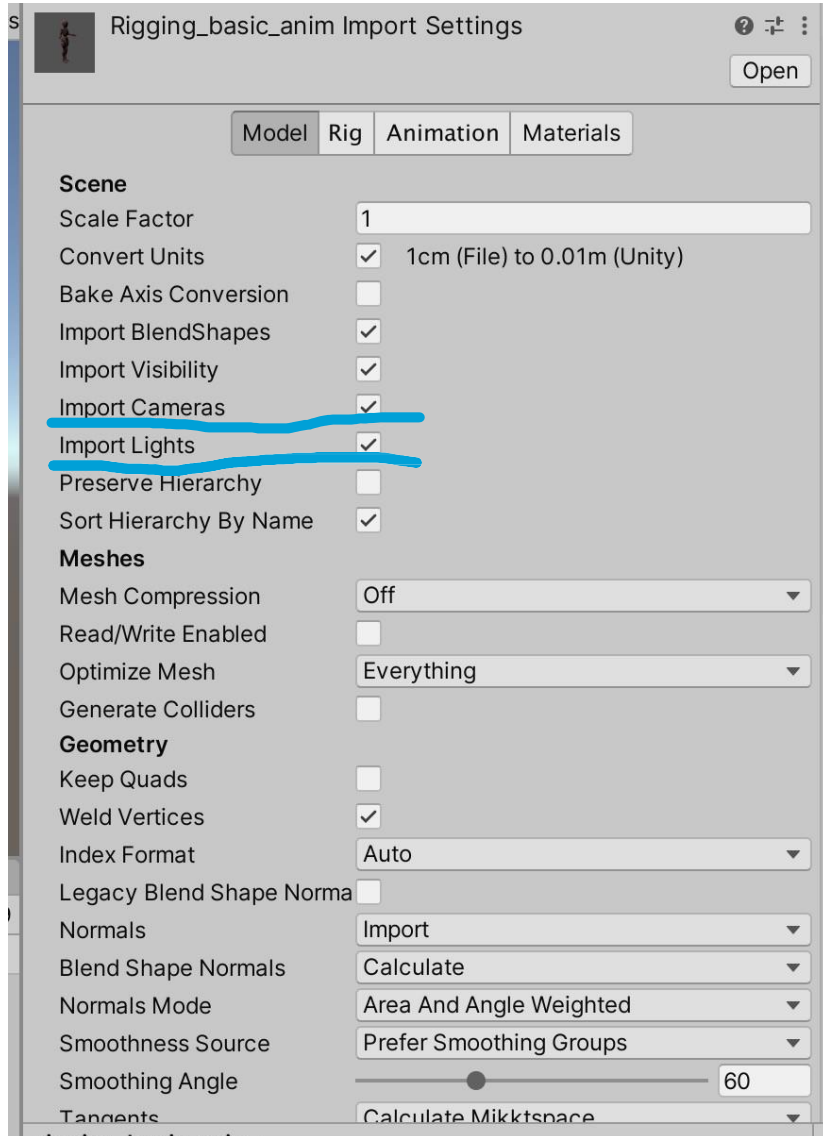 s
Rigging_basic_anim Import Settings
Open
Model Rig Animation Materials
Scene
Scale Factor 1
Convert Units 1cm (File) to 0.01m (Unity)
Bake Axis Conversion
Import BlendShapes
Import Visibility
Import Cameras
Import Lights
Preserve Hierarchy
Sort Hierarchy By Name
Meshes
Mesh Compression Off
Read/Write Enabled
Optimize Mesh Everything
Generate Colliders
Geometry
Keep Quads
Weld Vertices
Index Format Auto
Legacy Blend Shape Norma
Normals Import
Blend Shape Normals Calculate
Normals Mode Area And Angle Weighted
Smoothness Source Prefer Smoothing Groups
Smoothing Angle 60
Tangents Calculate Mikktspace